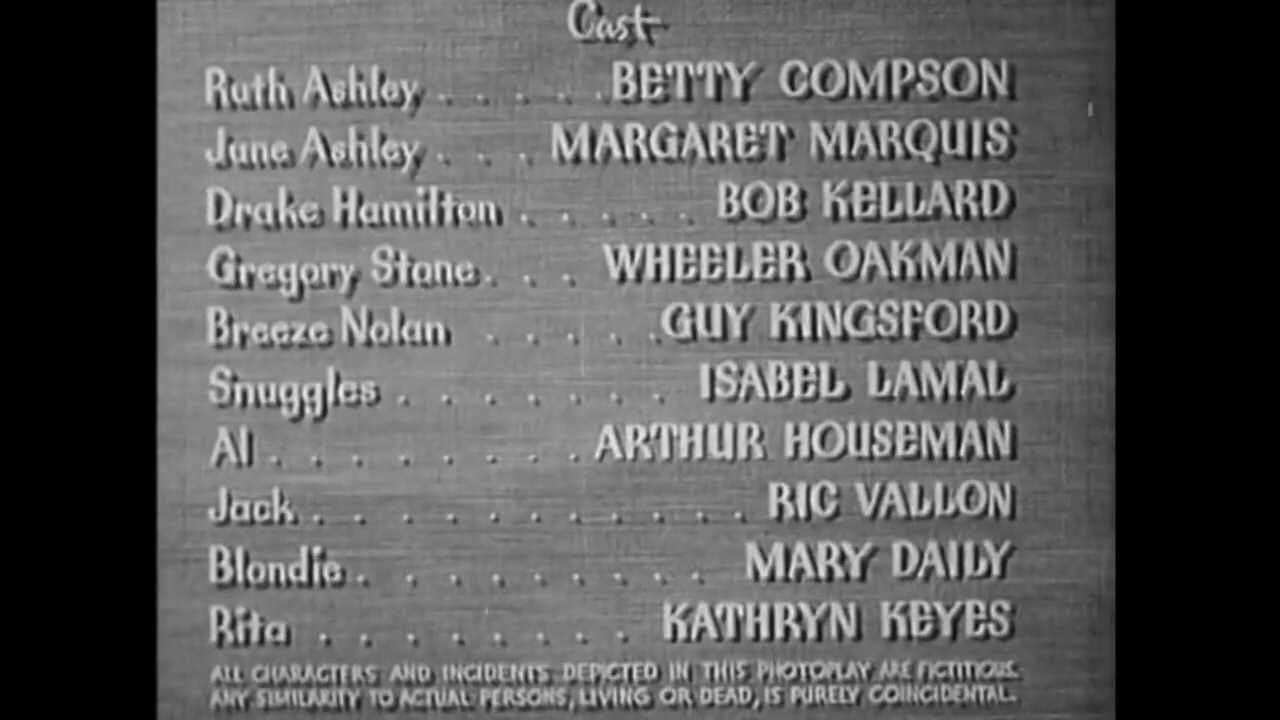 Cast
Ruth Ashley . . . . . BETTY COMPSON
June Ashley . . . MARGARET MARQUIS
Drake Hamilton . . . . . BOB KELLARD
Gregory Stone . . . WHEELER OAKMAN
Breeze Nolan . . . . . GUY KINGSFORD
Snuggles . . . . . . . ISABEL LAMAL
Al . . . . . . . . ARTHUR HOUSEMAN
Jack . . . . . . . . . . . RIC VALLON
Blondie . . . . . . . . . MARY DAILY
Rita . . . . . . . . KATHRYN KEYES
ALL CHARACTERS AND INCIDENTS DEPICTED IN THIS PHOTOPLAY ARE FICTITIOUS.
ANY SIMILARITY TO ACTUAL PERSONS, LIVING OR DEAD, IS PURELY COINCIDENTAL.